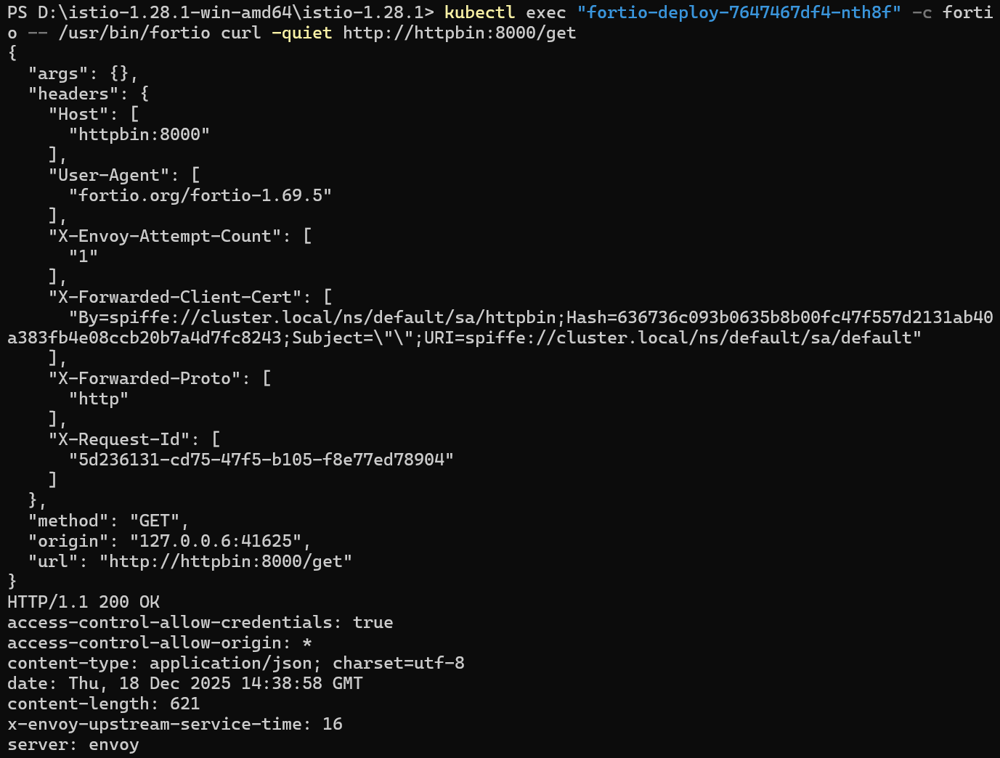 PS D:\istio-1.28.1-win-amd64\istio-1.28.1> kubectl exec "fortio-deploy-7647467df4-nth8f" -c forti
o -- /usr/bin/fortio curl -quiet http://httpbin:8000/get
{
  "args": {},
  "headers": {
    "Host": [
      "httpbin:8000"
    ],
    "User-Agent": [
      "fortio.org/fortio-1.69.5"
    ],
    "X-Envoy-Attempt-Count": [
      "1"
    ],
    "X-Forwarded-Client-Cert": [
      "By=spiffe://cluster.local/ns/default/sa/httpbin;Hash=636736c093b0635b8b00fc47f557d2131ab40
a383fb4e08ccb20b7a4d7fc8243;Subject=\"\";URI=spiffe://cluster.local/ns/default/sa/default"
    ],
    "X-Forwarded-Proto": [
      "http"
    ],
    "X-Request-Id": [
      "5d236131-cd75-47f5-b105-f8e77ed78904"
    ]
  },
  "method": "GET",
  "origin": "127.0.0.6:41625",
  "url": "http://httpbin:8000/get"
}
HTTP/1.1 200 OK
access-control-allow-credentials: true
access-control-allow-origin: *
content-type: application/json; charset=utf-8
date: Thu, 18 Dec 2025 14:38:58 GMT
content-length: 621
x-envoy-upstream-service-time: 16
server: envoy